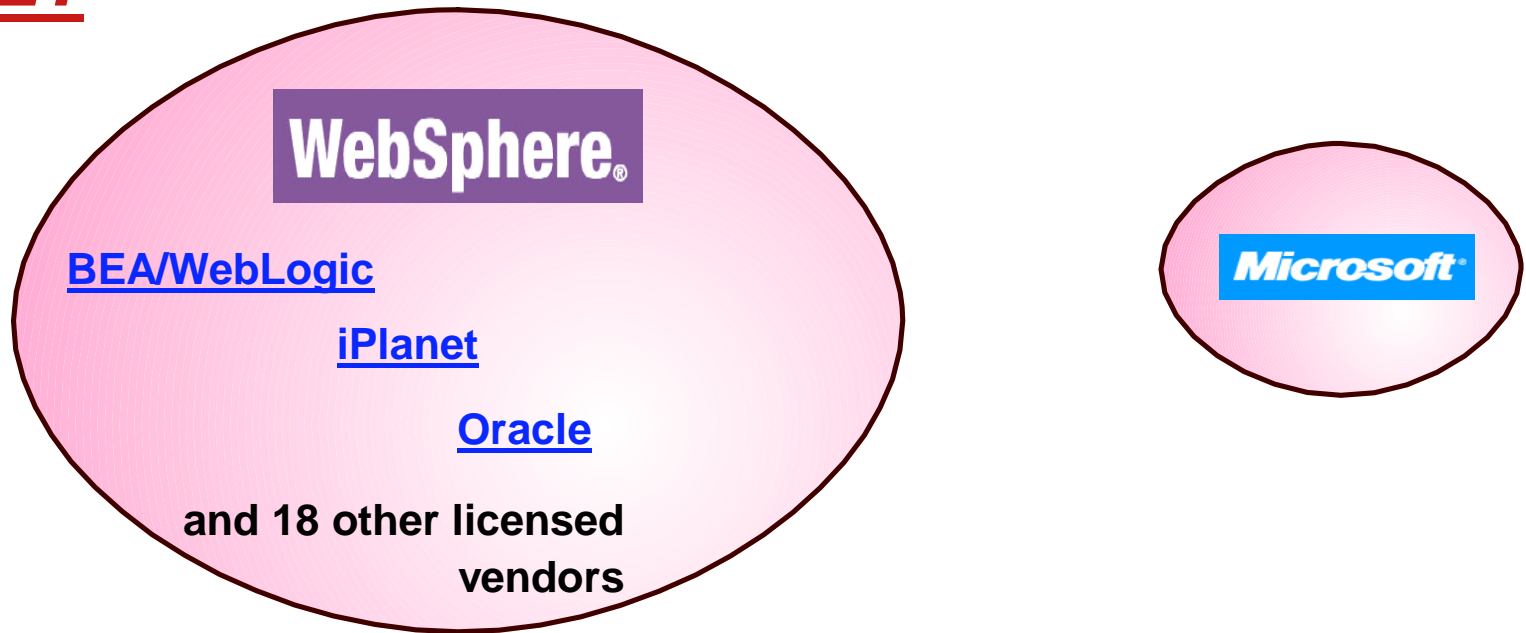 WebSphere®
Microsoft®
BEA/WebLogic
iPlanet
Oracle
and 18 other licensed
vendors